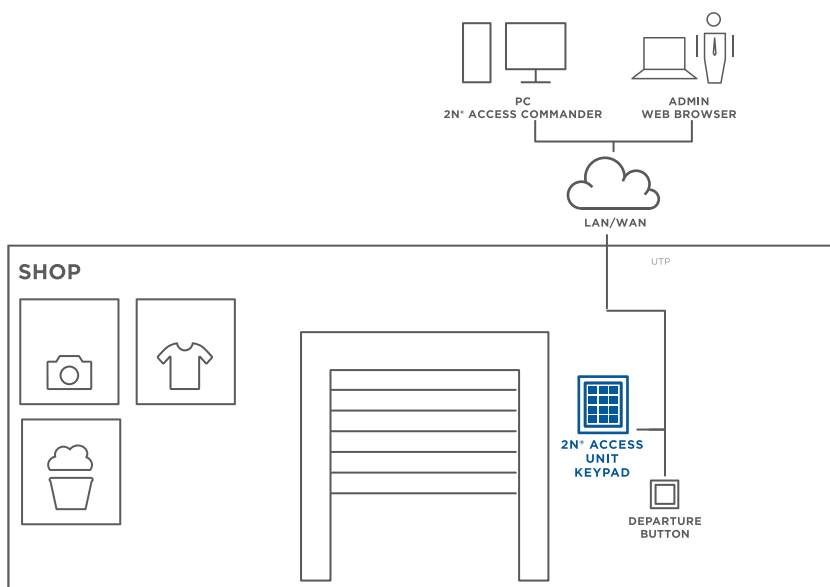 PC
2N® ACCESS COMMANDER
ADMIN
WEB BROWSER
LAN/WAN
UTP
SHOP
2N® ACCESS
UNIT
KEYPAD
DEPARTURE
BUTTON